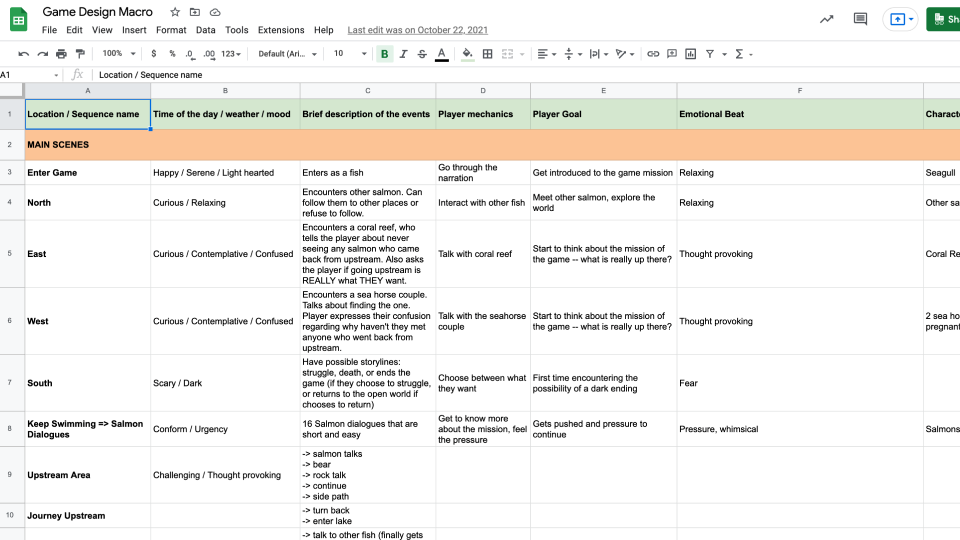 Game Design Macro
File Edit View Insert Format Data Tools Extensions Help Last edit was on October 22, 2021
Sh
100% $ % .0 .00 123 Default (Ari... 10 B I S A
A1 fx Location / Sequence name
A B C D E F
1 Location / Sequence name Time of the day / weather / mood Brief description of the events Player mechanics Player Goal Emotional Beat Charact
2 MAIN SCENES
3 Enter Game Happy / Serene / Light hearted Enters as a fish
Go through the
narration
Get introduced to the game mission Relaxing Seagull
4 North Curious / Relaxing
Encounters other salmon. Can
follow them to other places or
refuse to follow.
Interact with other fish
Meet other salmon, explore the
world
Relaxing Other sa
5 East Curious / Contemplative / Confused
Encounters a coral reef, who
tells the player about never
seeing any salmon who came
back from upstream. Also asks
the player if going upstream is
REALLY what THEY want.
Talk with coral reef
Start to think about the mission of
the game -- what is really up there?
Thought provoking Coral Re
6 West Curious / Contemplative / Confused
Encounters a sea horse couple.
Talks about finding the one.
Player expresses their confusion
regarding why haven't they met
anyone who went back from
upstream.
Talk with the seahorse
couple
Start to think about the mission of
the game -- what is really up there?
Thought provoking
2 sea ho
pregnant
7 South Scary / Dark
Have possible storylines:
struggle, death, or ends the
game (if they choose to struggle,
or returns to the open world if
chooses to return)
Choose between what
they want
First time encountering the
possibility of a dark ending
Fear
8 Keep Swimming => Salmon
Dialogues
Conform / Urgency
16 Salmon dialogues that are
short and easy
Get to know more
about the mission, feel
the pressure
Gets pushed and pressure to
continue
Pressure, whimsical Salmons
9 Upstream Area Challenging / Thought provoking
-> salmon talks
-> bear
-> rock talk
-> continue
-> side path
10 Journey Upstream
-> turn back
-> enter lake
-> talk to other fish (finally gets